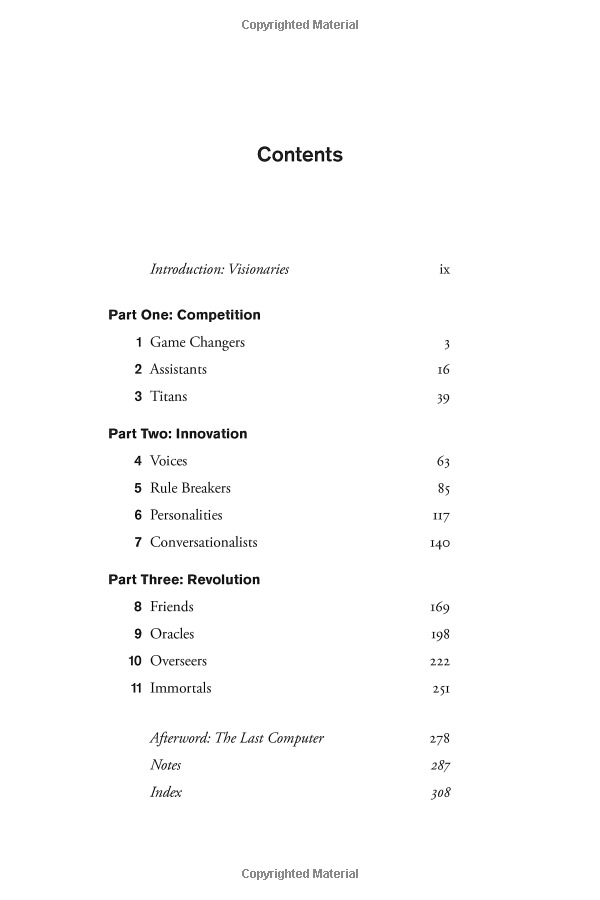 Copyrighted Material
Contents
Introduction: Visionaries ix
Part One: Competition
1 Game Changers 3
2 Assistants 16
3 Titans 39
Part Two: Innovation
4 Voices 63
5 Rule Breakers 85
6 Personalities 117
7 Conversationalists 140
Part Three: Revolution
8 Friends 169
9 Oracles 198
10 Overseers 222
11 Immortals 251
Afterword: The Last Computer 278
Notes 287
Index 308
Copyrighted Material